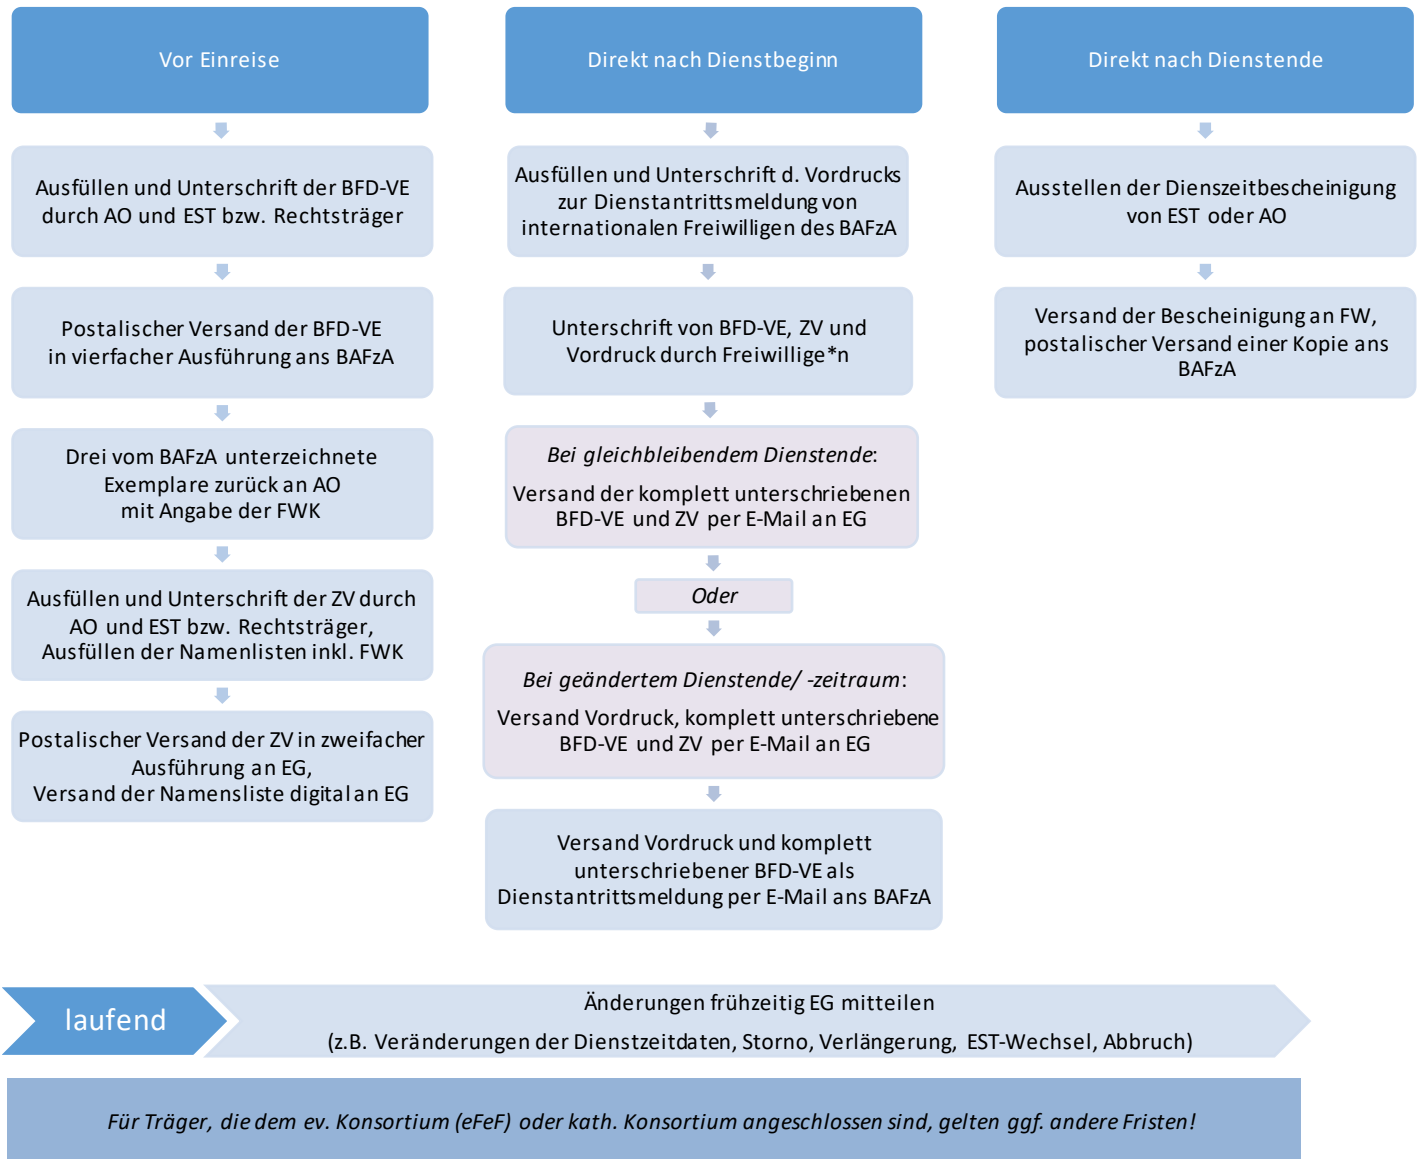 Vor Einreise
Ausfüllen und Unterschrift der BFD-VE
durch AO und EST bzw. Rechtsträger
Postalischer Versand der BFD-VE
in vierfacher Ausführung ans BAFzA
Drei vom BAFzA unterzeichnete
Exemplare zurück an AO
mit Angabe der FWK
Ausfüllen und Unterschrift der ZV durch
AO und EST bzw. Rechtsträger,
Ausfüllen der Namenlisten inkl. FWK
Postalischer Versand der ZV in zweifacher
Ausführung an EG,
Versand der Namensliste digital an EG
Direkt nach Dienstbeginn
Ausfüllen und Unterschrift d. Vordrucks
zur Dienstantrittsmeldung von
internationalen Freiwilligen des BAFzA
Unterschrift von BFD-VE, ZV und
Vordruck durch Freiwillige*n
Bei gleichbleibendem Dienstende:
Versand der komplett unterschriebenen
BFD-VE und ZV per E-Mail an EG
Oder
Bei geändertem Dienstende/ -zeitraum:
Versand Vordruck, komplett unterschriebene
BFD-VE und ZV per E-Mail an EG
Versand Vordruck und komplett
unterschriebener BFD-VE als
Dienstantrittsmeldung per E-Mail ans BAFzA
Direkt nach Dienstende
Ausstellen der Dienszeitbescheinigung
von EST oder AO
Versand der Bescheinigung an FW,
postalischer Versand einer Kopie ans
BAFzA
laufend
Änderungen frühzeitig EG mitteilen
(z.B. Veränderungen der Dienstzeitdaten, Storno, Verlängerung, EST-Wechsel, Abbruch)
Für Träger, die dem ev. Konsortium (eFeF) oder kath. Konsortium angeschlossen sind, gelten ggf. andere Fristen!